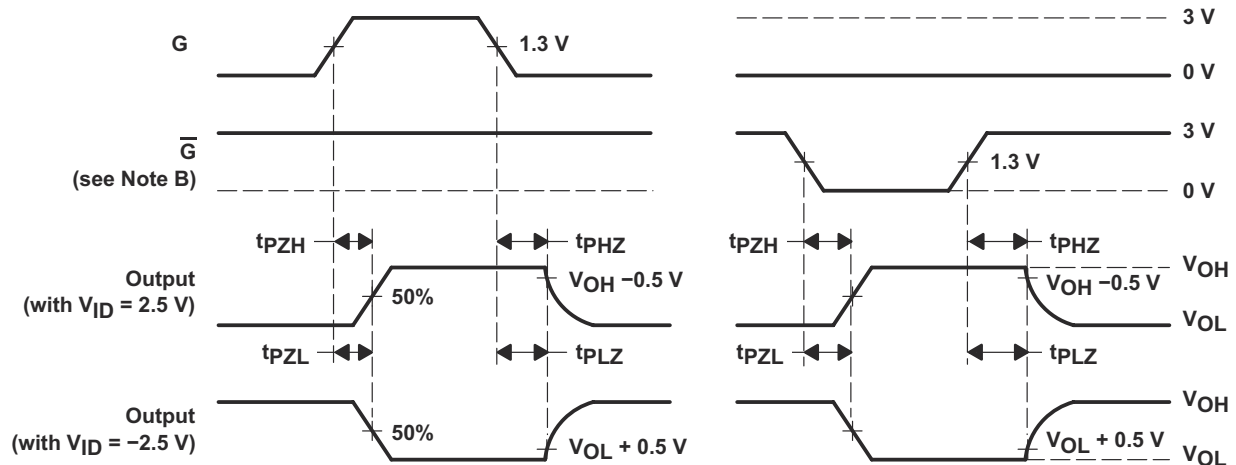 3 V
G
1.3 V
0 V
G
(see Note B)
3 V
1.3 V
0 V
tPZH
tPHZ
tPZH
tPHZ
Output
(with VID = 2.5 V)
50%
VOH −0.5 V
VOH −0.5 V
VOH
VOL
tPZL
tPLZ
tPZL
tPLZ
Output
(with VID = −2.5 V)
50%
VOL + 0.5 V
VOL + 0.5 V
VOH
VOL